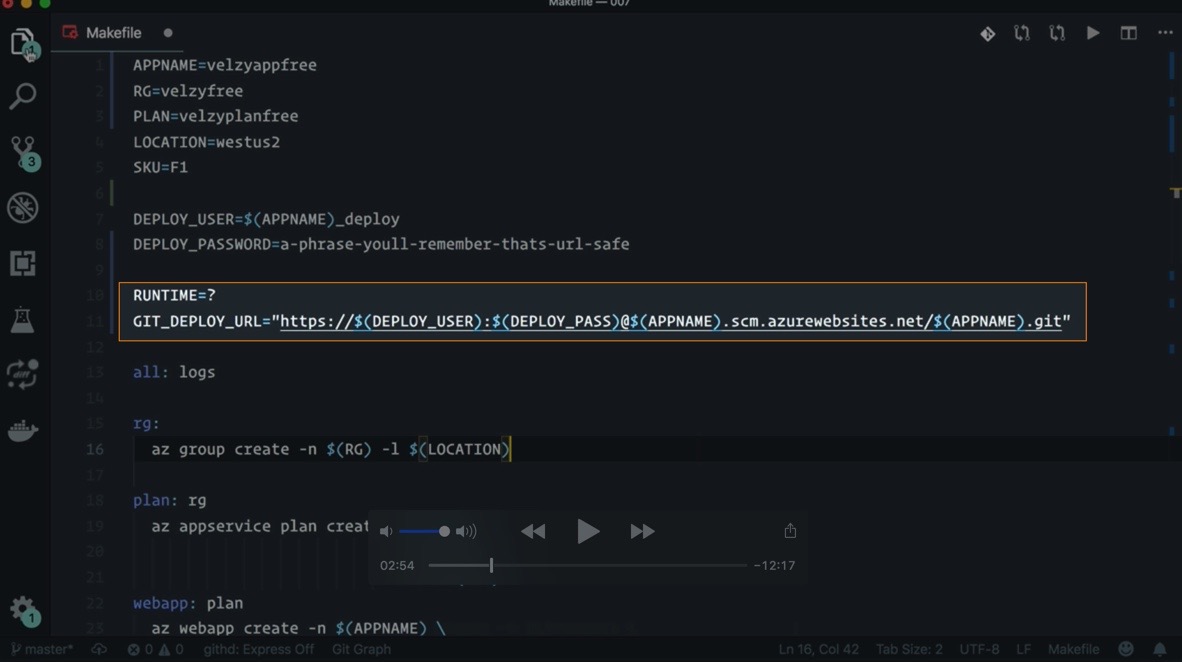 Makefile — 007
Makefile
1 APPNAME=velzyappfree
2 RG=velzyfree
3 PLAN=velzyplanfree
4 LOCATION=westus2
5 SKU=F1
6
7 DEPLOY_USER=$(APPNAME)_deploy
8 DEPLOY_PASSWORD=a-phrase-youll-remember-thats-url-safe
9
10 RUNTIME=?
11 GIT_DEPLOY_URL="https://$(DEPLOY_USER):$(DEPLOY_PASS)@$(APPNAME).scm.azurewebsites.net/$(APPNAME).git"
12
13 all: logs
14
15 rg:
16 az group create -n $(RG) -l $(LOCATION)
17
18 plan: rg
19 az appservice plan creat
20
21
22 webapp: plan
23 az webapp create -n $(APPNAME) \
1
3
diff
1
02:54
−12:17
master* 0 0 githd: Express Off Git Graph Ln 16, Col 42 Tab Size: 2 UTF-8 LF Makefile